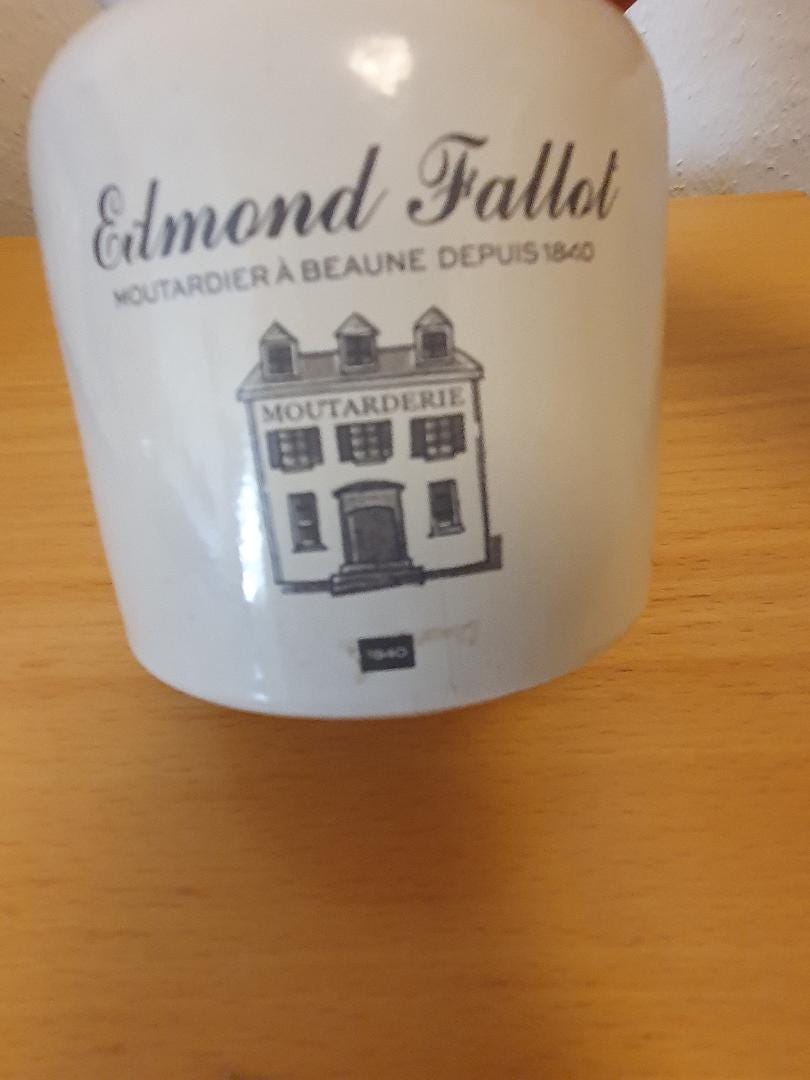 Edmond Fallot
MOUTARDIER À BEAUNE DEPUIS 1840
MOUTARDERIE
1840